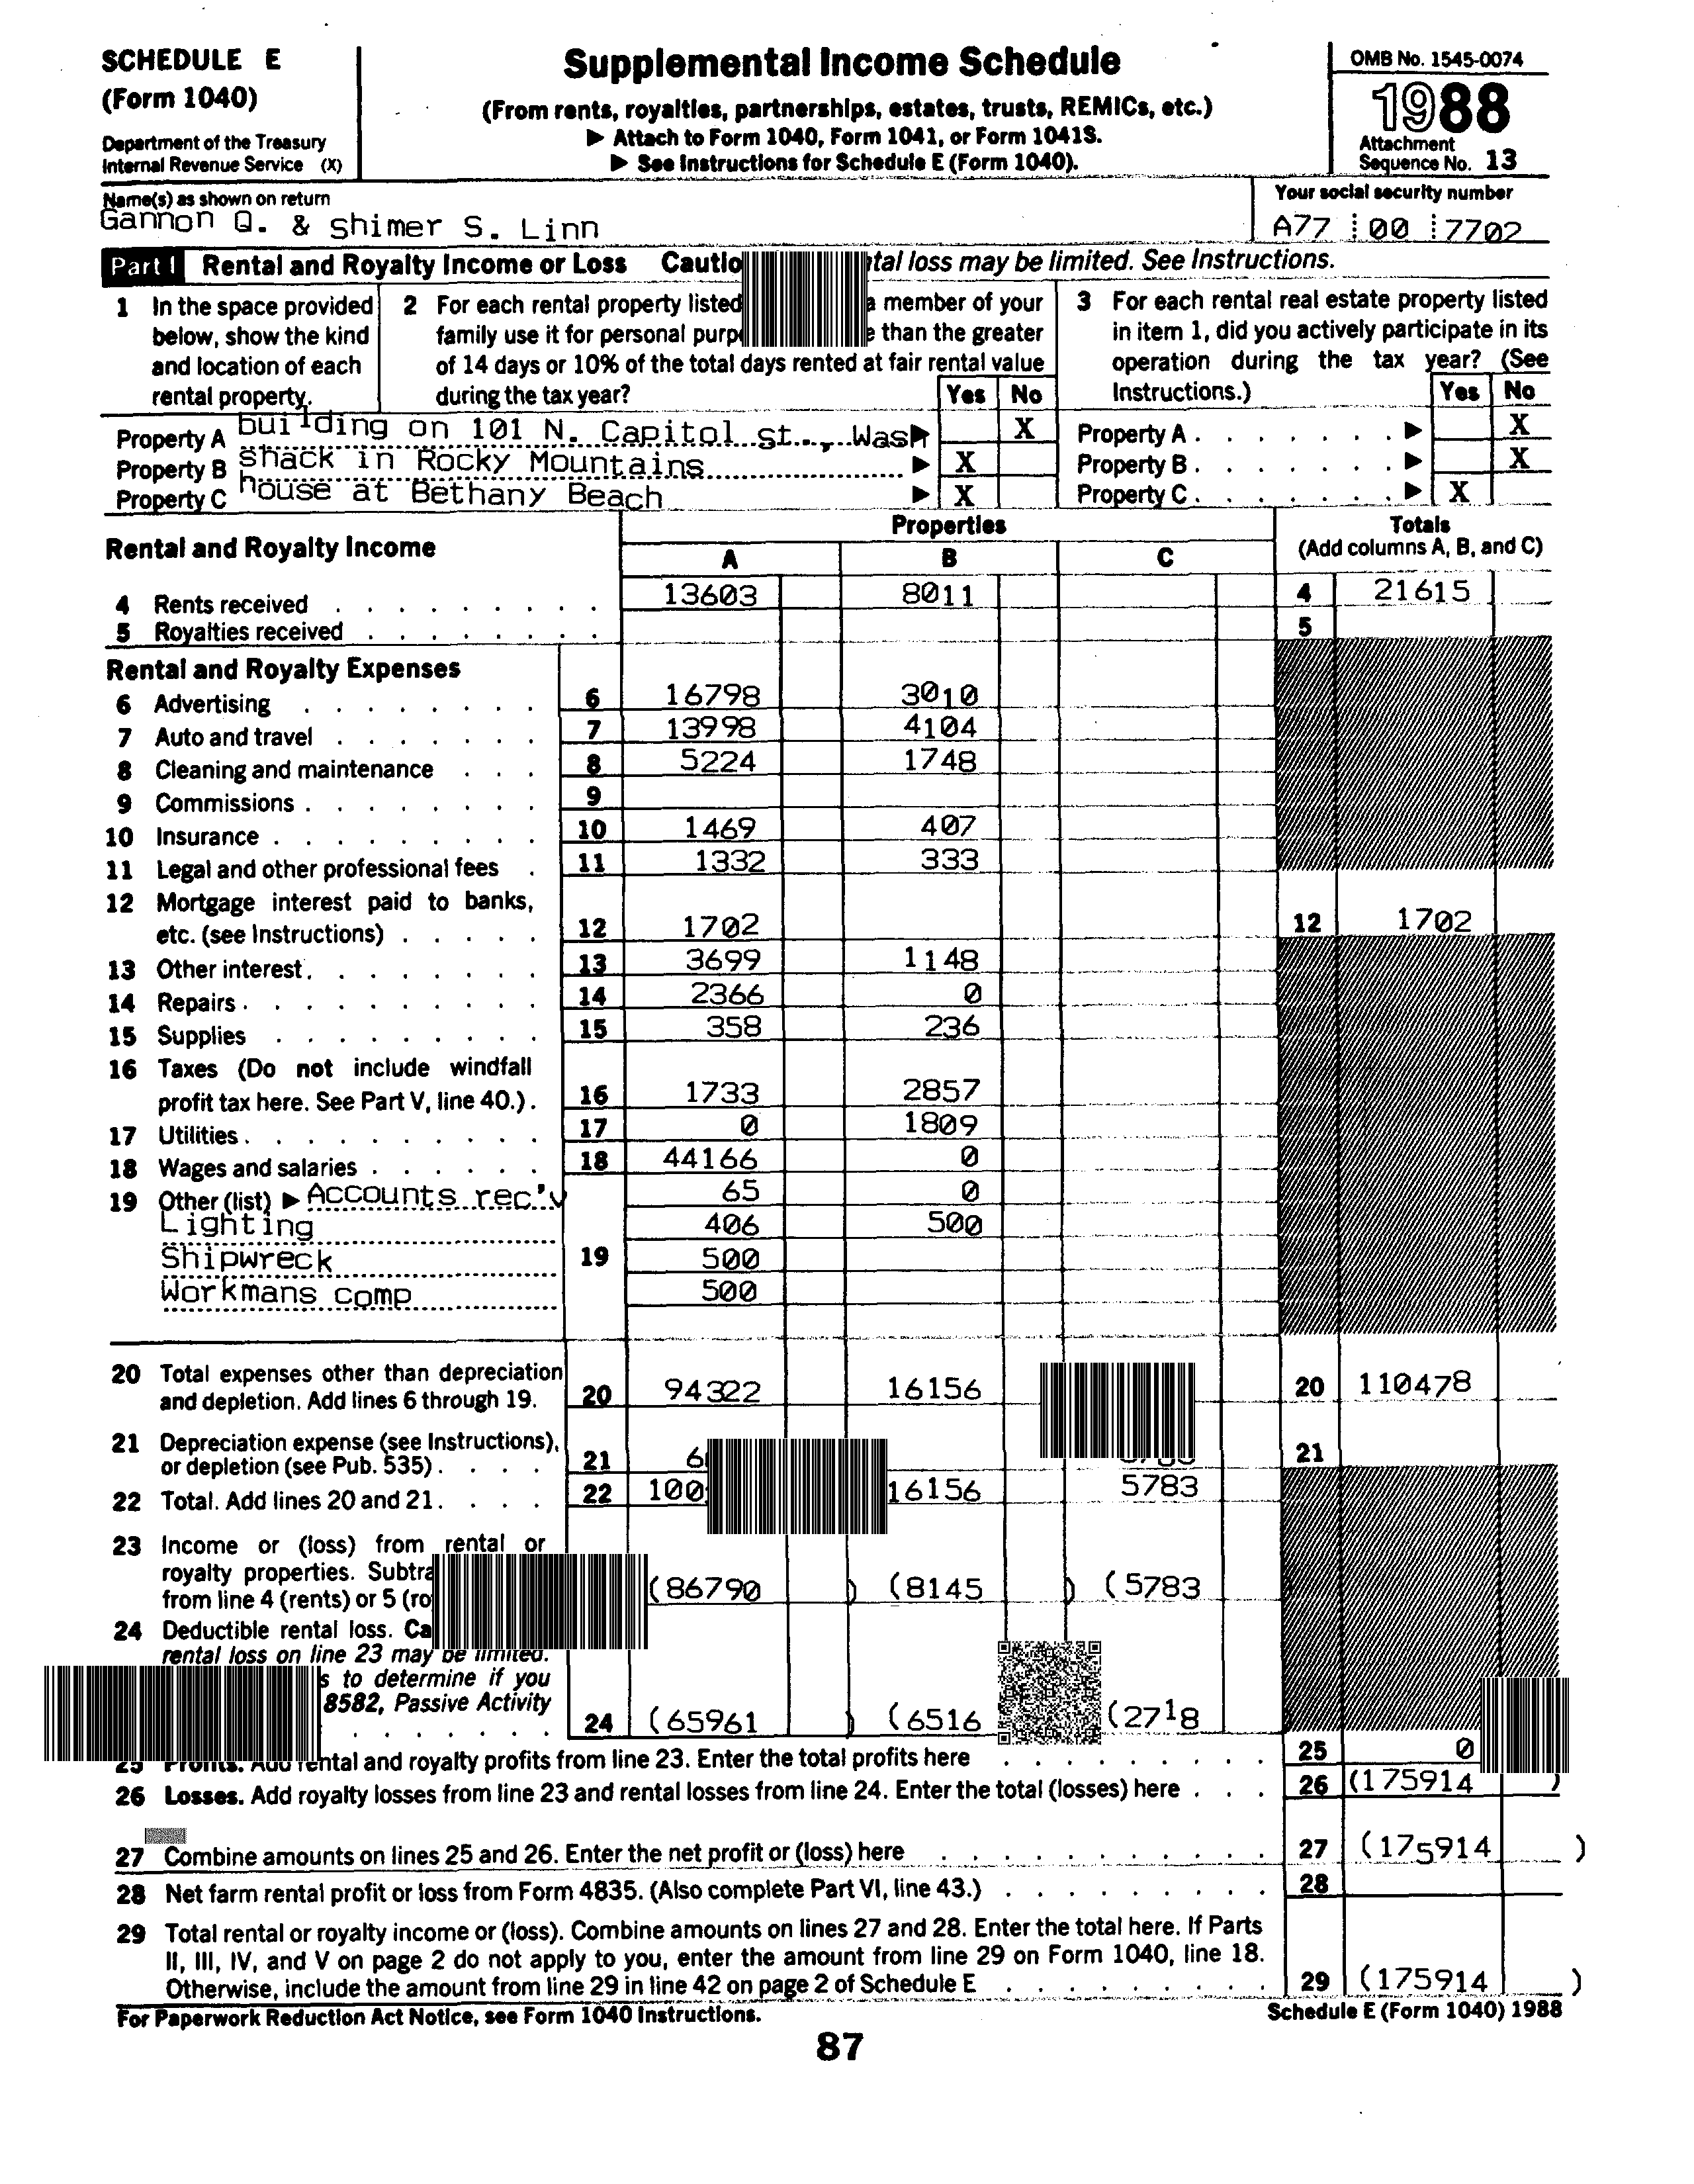 SCHEDULE E
(Form 1040)
Department of the Treasury
Internal Revenue Service (X)
Supplemental Income Schedule
(From rents, royalties, partnerships, estates, trusts, REMICs, etc.)
▶ Attach to Form 1040, Form 1041, or Form 1041S.
▶ See Instructions for Schedule E (Form 1040).
OMB No. 1545-0074
1988
Attachment
Sequence No. 13
Name(s) as shown on return
Gannon Q. & Shimer S. Linn
Your social security number
A77 00 7702
Part I Rental and Royalty Income or Loss tal loss may be limited. See Instructions.
1 In the space provided
below, show the kind
and location of each
rental property.
2 For each rental property listed a member of your
family use it for personal than the greater
of 14 days or 10% of the total days rented at fair rental value
during the tax year?
Yes No
3 For each rental real estate property listed
in item 1, did you actively participate in its
operation during the tax year? (See
Instructions.)
Yes No
Property A building on 101 N. Capitol st., Wash ▶ X
Property A ▶ X
Property B shack in Rocky Mountains ▶ X
Property B ▶ X
Property C house at Bethany Beach ▶ X
Property C ▶ X
Rental and Royalty Income
Properties
A B C
Totals
(Add columns A, B, and C)
4 Rents received 13603 8011 4 21615
5 Royalties received 5
Rental and Royalty Expenses
6 Advertising 6 16798 3010
7 Auto and travel 7 13998 4104
8 Cleaning and maintenance 8 5224 1748
9 Commissions 9
10 Insurance 10 1469 407
11 Legal and other professional fees 11 1332 333
12 Mortgage interest paid to banks,
etc. (see Instructions) 12 1702 12 1702
13 Other interest 13 3699 1148
14 Repairs 14 2366 0
15 Supplies 15 358 236
16 Taxes (Do not include windfall
profit tax here. See Part V, line 40.) 16 1733 2857
17 Utilities 17 0 1809
18 Wages and salaries 18 44166 0
19 Other (list) ▶ Accounts rec'v 65 0
Lighting 406 500
Shipwreck 19 500
Workmans comp 500
20 Total expenses other than depreciation
and depletion. Add lines 6 through 19. 20 94322 16156 20 110478
21 Depreciation expense (see Instructions),
or depletion (see Pub. 535) 21 21
22 Total. Add lines 20 and 21. 22 16156 5783
23 Income or (loss) from rental or
royalty properties.
from line 4 (rents) or 5 (86790 ) (8145 ) (5783
24 Deductible rental loss.
rental loss on line 23 may be limited.
to determine if you
8582, Passive Activity
24 (65961 ) (6516 (2718
25 Profits. Add rental and royalty profits from line 23. Enter the total profits here 25 0
26 Losses. Add royalty losses from line 23 and rental losses from line 24. Enter the total (losses) here 26 (175914 )
27 Combine amounts on lines 25 and 26. Enter the net profit or (loss) here 27 (175914 )
28 Net farm rental profit or loss from Form 4835. (Also complete Part VI, line 43.) 28
29 Total rental or royalty income or (loss). Combine amounts on lines 27 and 28. Enter the total here. If Parts
II, III, IV, and V on page 2 do not apply to you, enter the amount from line 29 on Form 1040, line 18.
Otherwise, include the amount from line 29 in line 42 on page 2 of Schedule E 29 (175914 )
For Paperwork Reduction Act Notice, see Form 1040 Instructions.
Schedule E (Form 1040) 1988
87